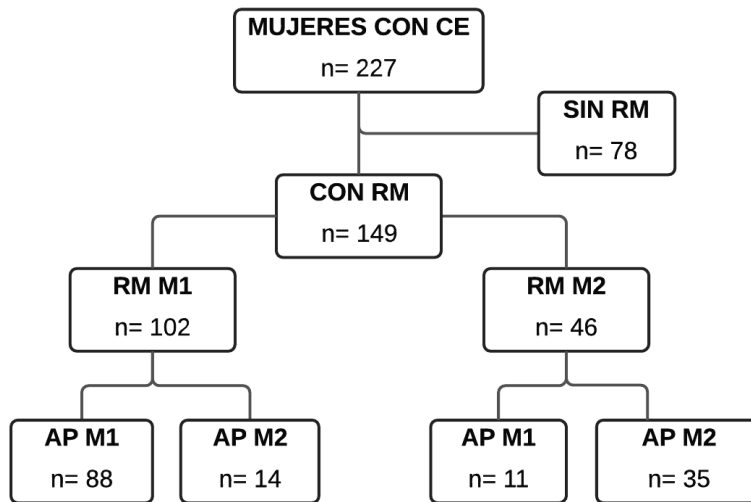 MUJERES CON CE
n= 227
SIN RM
n= 78
CON RM
n= 149
RM M1
n= 102
RM M2
n= 46
AP M1
n= 88
AP M2
n= 14
AP M1
n= 11
AP M2
n= 35